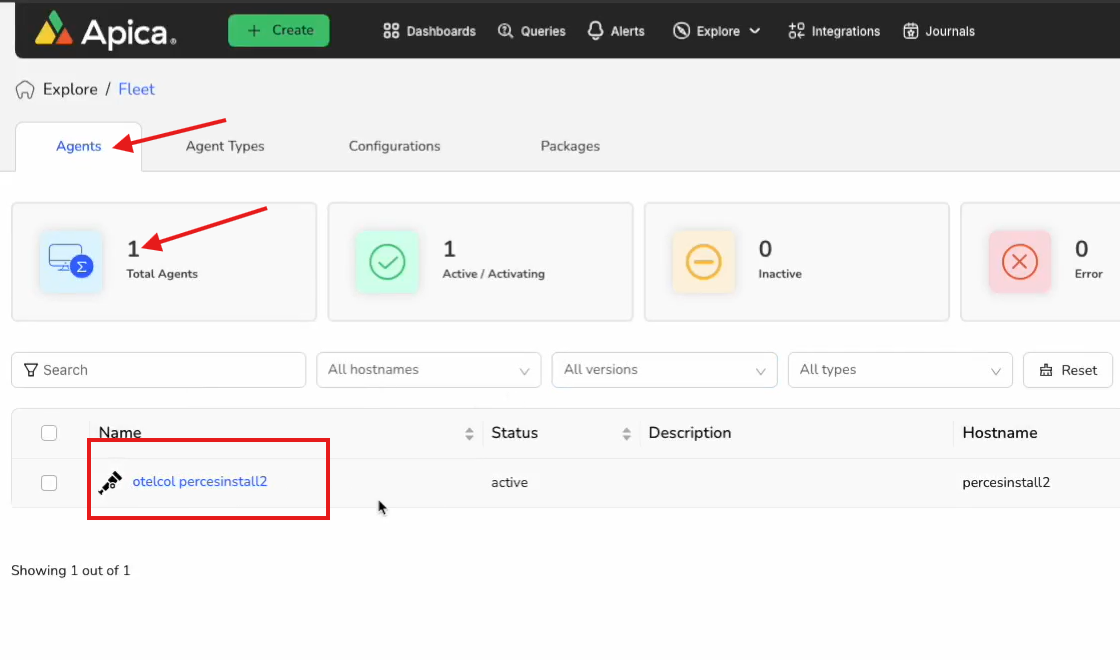 Apica®
+ Create
Dashboards
Queries
Alerts
Explore
Integrations
Journals
Explore / Fleet
Agents
Agent Types
Configurations
Packages
1
Total Agents
1
Active / Activating
0
Inactive
0
Error
Search
All hostnames
All versions
All types
Reset
Name
Status
Description
Hostname
otelcol percesinstall2
active
percesinstall2
Showing 1 out of 1